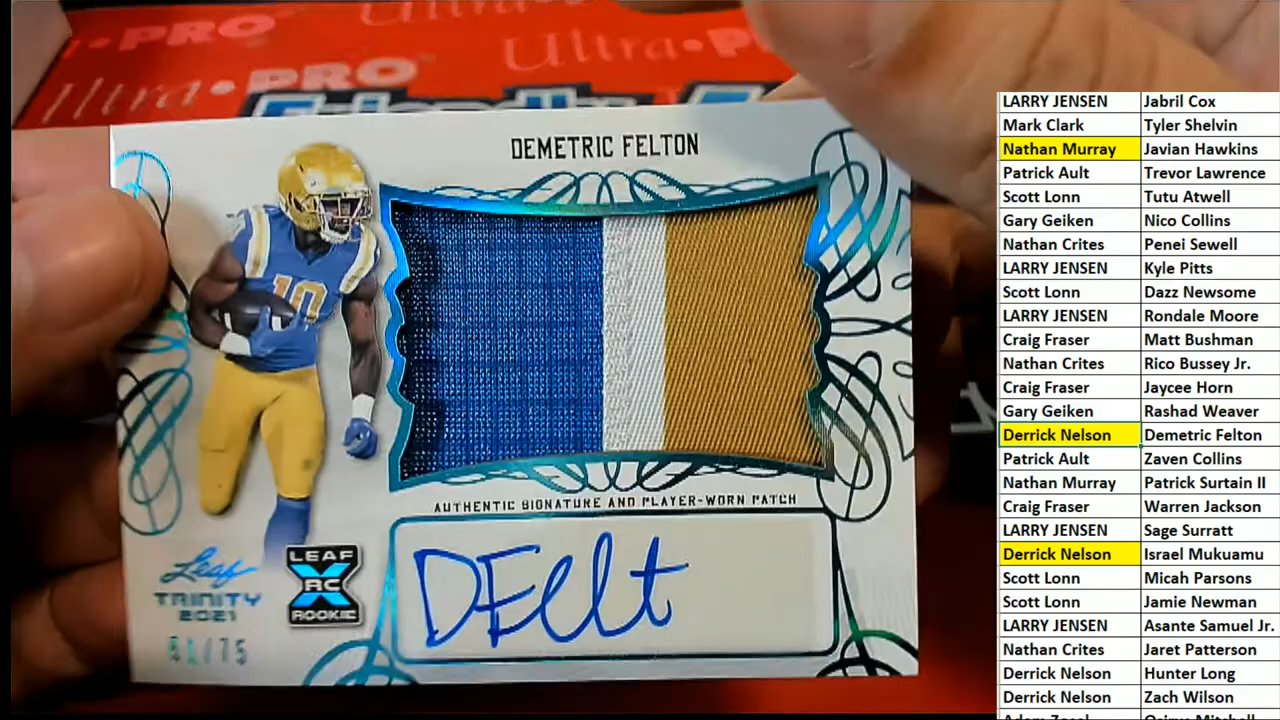 PRO
Ultra PRO
Ultra PRO
DEMETRIC FELTON
10
AUTHENTIC SIGNATURE AND PLAYER-WORN PATCH
DFelt
Leaf
TRINITY
2021
51/75
LEAF
X
RC
ROOKIE
LARRY JENSEN Jabril Cox
Mark Clark Tyler Shelvin
Nathan Murray Javian Hawkins
Patrick Ault Trevor Lawrence
Scott Lonn Tutu Atwell
Gary Geiken Nico Collins
Nathan Crites Penei Sewell
LARRY JENSEN Kyle Pitts
Scott Lonn Dazz Newsome
LARRY JENSEN Rondale Moore
Craig Fraser Matt Bushman
Nathan Crites Rico Bussey Jr.
Craig Fraser Jaycee Horn
Gary Geiken Rashad Weaver
Derrick Nelson Demetric Felton
Patrick Ault Zaven Collins
Nathan Murray Patrick Surtain II
Craig Fraser Warren Jackson
LARRY JENSEN Sage Surratt
Derrick Nelson Israel Mukuamu
Scott Lonn Micah Parsons
Scott Lonn Jamie Newman
LARRY JENSEN Asante Samuel Jr.
Nathan Crites Jaret Patterson
Derrick Nelson Hunter Long
Derrick Nelson Zach Wilson